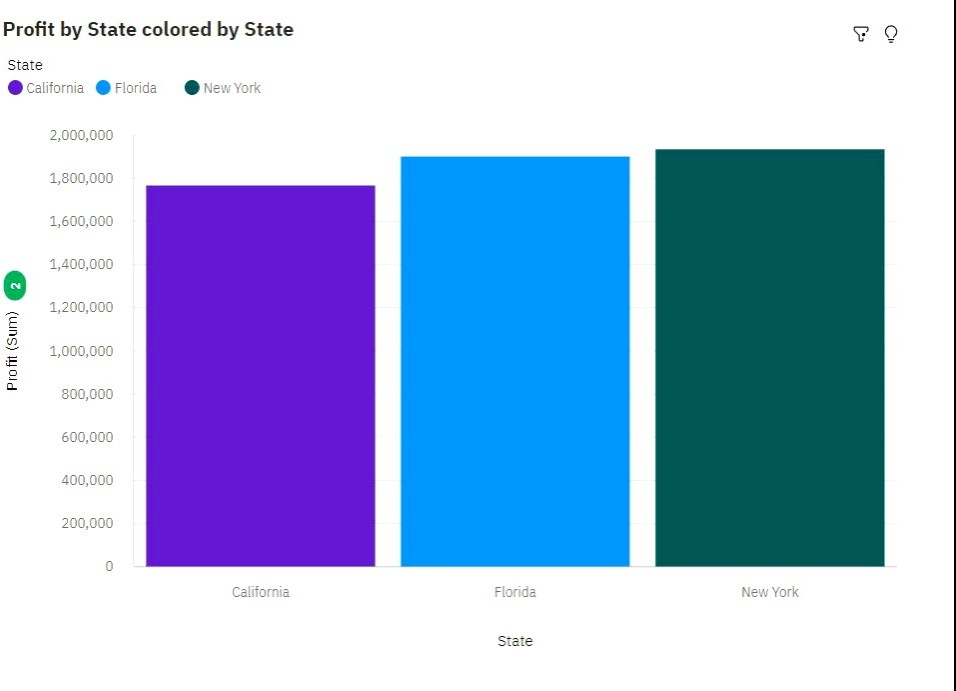 Profit by State colored by State
State
California Florida New York
2,000,000
1,800,000
1,600,000
1,400,000
1,200,000
1,000,000
800,000
600,000
400,000
200,000
0
Profit (Sum) 2
California Florida New York
State